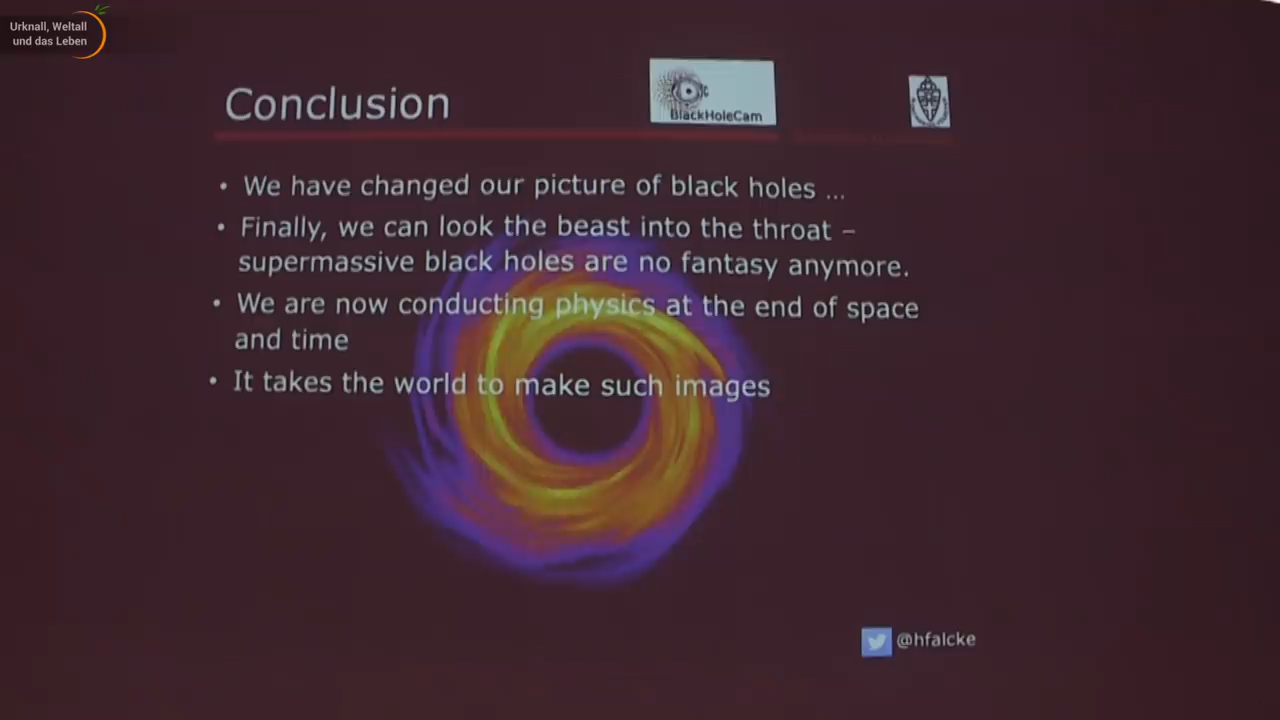 Urknall, Weltall
und das Leben
Conclusion
BlackHoleCam
• We have changed our picture of black holes ...
• Finally, we can look the beast into the throat –
supermassive black holes are no fantasy anymore.
• We are now conducting physics at the end of space
and time
• It takes the world to make such images
@hfalcke